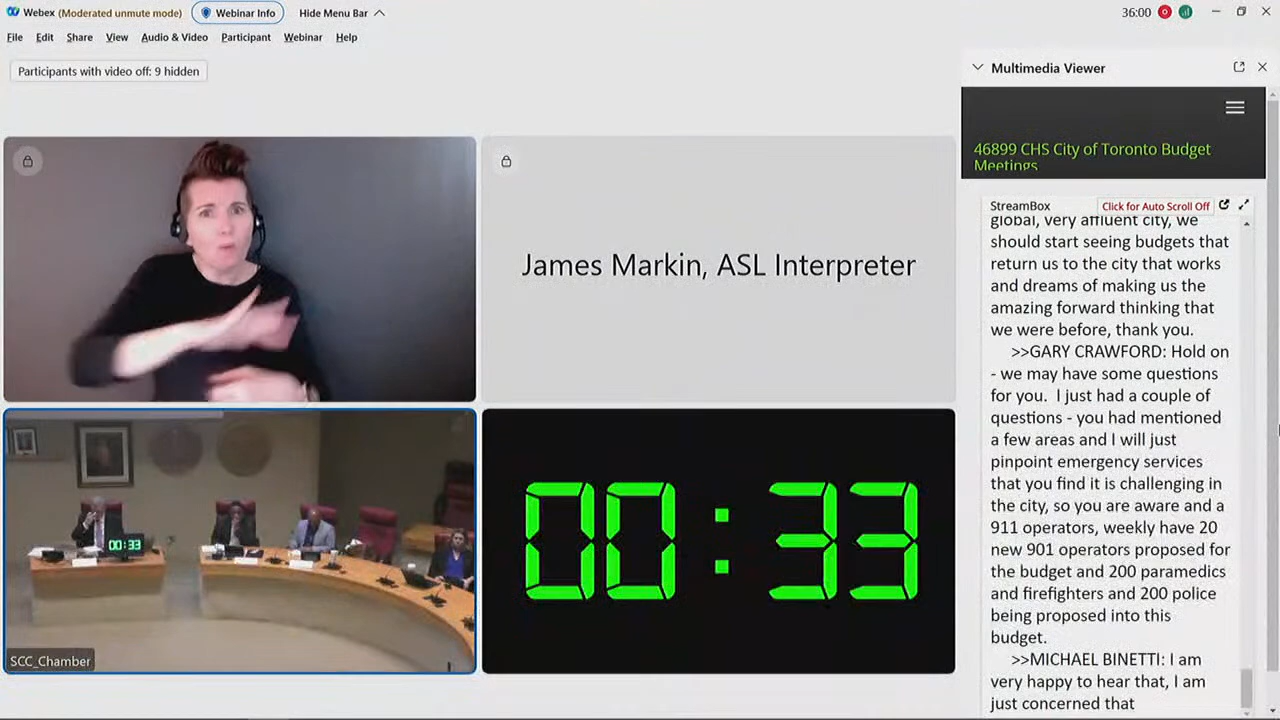 Webex (Moderated unmute mode) Webinar Info Hide Menu Bar 36:00
File Edit Share View Audio & Video Participant Webinar Help
Participants with video off: 9 hidden
Multimedia Viewer
46899 CHS City of Toronto Budget
Meetings
StreamBox Click for Auto Scroll Off
James Markin, ASL Interpreter
00:33
SCC_Chamber
00:33
global, very affluent city, we
should start seeing budgets that
return us to the city that works
and dreams of making us the
amazing forward thinking that
we were before, thank you.
>>GARY CRAWFORD: Hold on
- we may have some questions
for you. I just had a couple of
questions - you had mentioned
a few areas and I will just
pinpoint emergency services
that you find it is challenging in
the city, so you are aware and a
911 operators, weekly have 20
new 901 operators proposed for
the budget and 200 paramedics
and firefighters and 200 police
being proposed into this
budget.
>>MICHAEL BINETTI: I am
very happy to hear that, I am
just concerned that